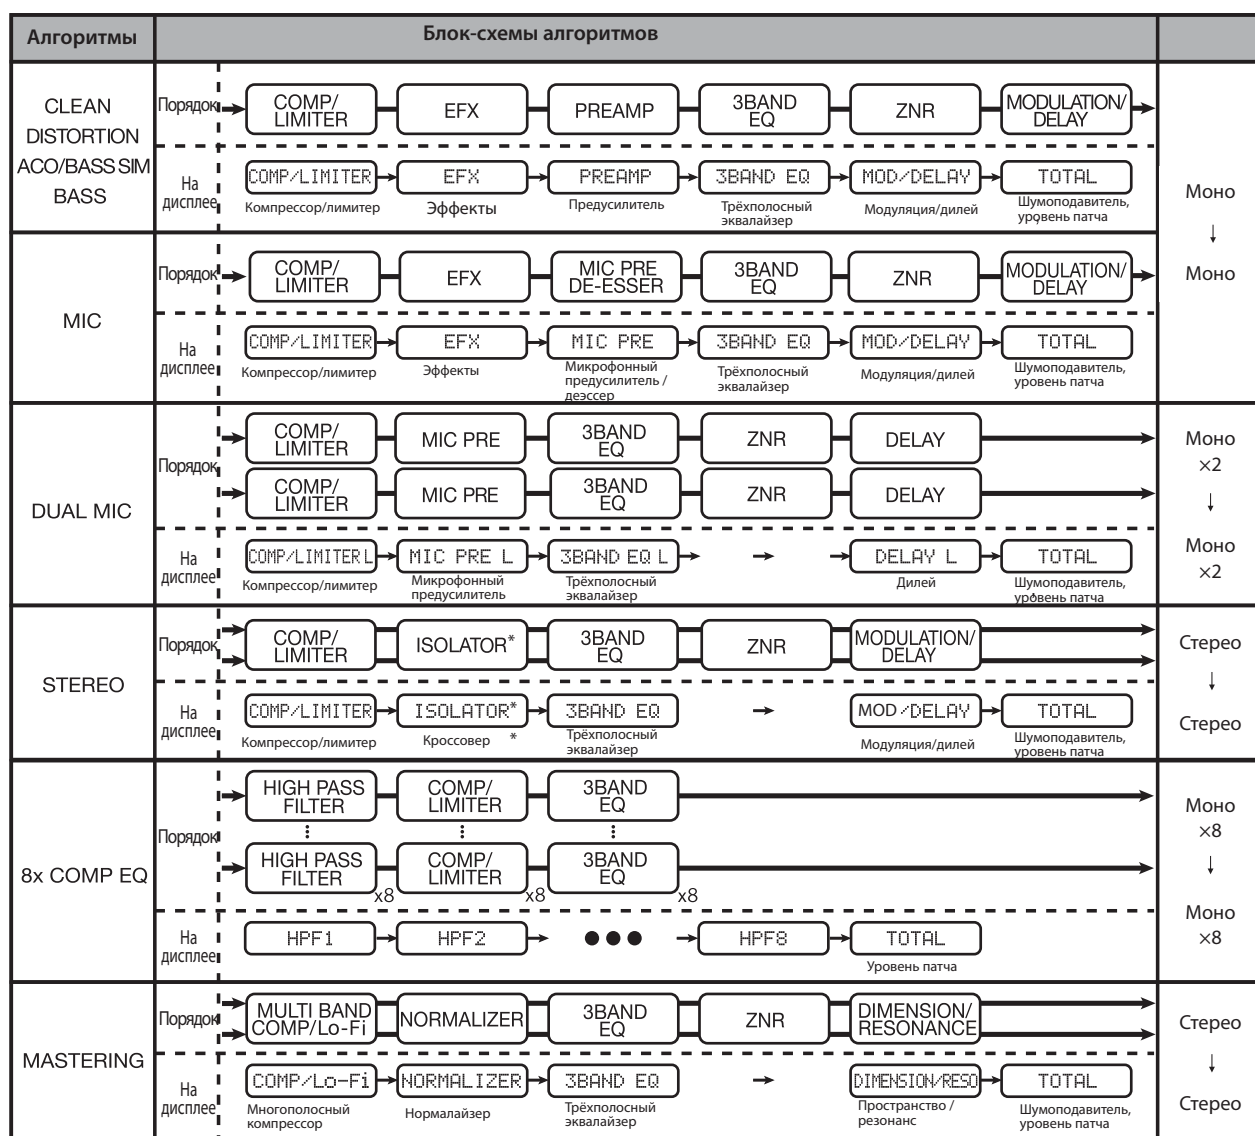 Алгоритмы
Блок-схемы алгоритмов
CLEAN
DISTORTION
ACO/BASS SIM
BASS
Порядок
COMP/
LIMITER
EFX
PREAMP
3BAND
EQ
ZNR
MODULATION/
DELAY
На
дисплее
COMP/LIMITER
EFX
PREAMP
3BAND EQ
MOD/DELAY
TOTAL
Компрессор/лимитер
Эффекты
Предусилитель
Трёхполосный
эквалайзер
Модуляция/дилей
Шумоподавитель,
уровень патча
Моно
↓
Моно
MIC
Порядок
COMP/
LIMITER
EFX
MIC PRE
DE-ESSER
3BAND
EQ
ZNR
MODULATION/
DELAY
На
дисплее
COMP/LIMITER
EFX
MIC PRE
3BAND EQ
MOD/DELAY
TOTAL
Компрессор/лимитер
Эффекты
Микрофонный
предусилитель /
деэссер
Трёхполосный
эквалайзер
Модуляция/дилей
Шумоподавитель,
уровень патча
DUAL MIC
Порядок
COMP/
LIMITER
MIC PRE
3BAND
EQ
ZNR
DELAY
COMP/
LIMITER
MIC PRE
3BAND
EQ
ZNR
DELAY
На
дисплее
COMP/LIMITER L
MIC PRE L
3BAND EQ L
DELAY L
TOTAL
Компрессор/лимитер
Микрофонный
предусилитель
Трёхполосный
эквалайзер
Дилей
Шумоподавитель,
уровень патча
Моно
×2
↓
Моно
×2
STEREO
Порядок
COMP/
LIMITER
ISOLATOR*
3BAND
EQ
ZNR
MODULATION/
DELAY
На
дисплее
COMP/LIMITER
ISOLATOR*
3BAND EQ
MOD/DELAY
TOTAL
Компрессор/лимитер
Кроссовер *
Трёхполосный
эквалайзер
Модуляция/дилей
Шумоподавитель,
уровень патча
Стерео
↓
Стерео
8x COMP EQ
Порядок
HIGH PASS
FILTER
COMP/
LIMITER
3BAND
EQ
HIGH PASS
FILTER
x8
COMP/
LIMITER
x8
3BAND
EQ
x8
На
дисплее
HPF1
HPF2
●●●
HPF8
TOTAL
Уровень патча
Моно
×8
↓
Моно
×8
MASTERING
Порядок
MULTI BAND
COMP/Lo-Fi
NORMALIZER
3BAND
EQ
ZNR
DIMENSION/
RESONANCE
На
дисплее
COMP/Lo-Fi
NORMALIZER
3BAND EQ
DIMENSION/RESO
TOTAL
Многополосный
компрессор
Нормалайзер
Трёхполосный
эквалайзер
Пространство /
резонанс
Шумоподавитель,
уровень патча
Стерео
↓
Стерео